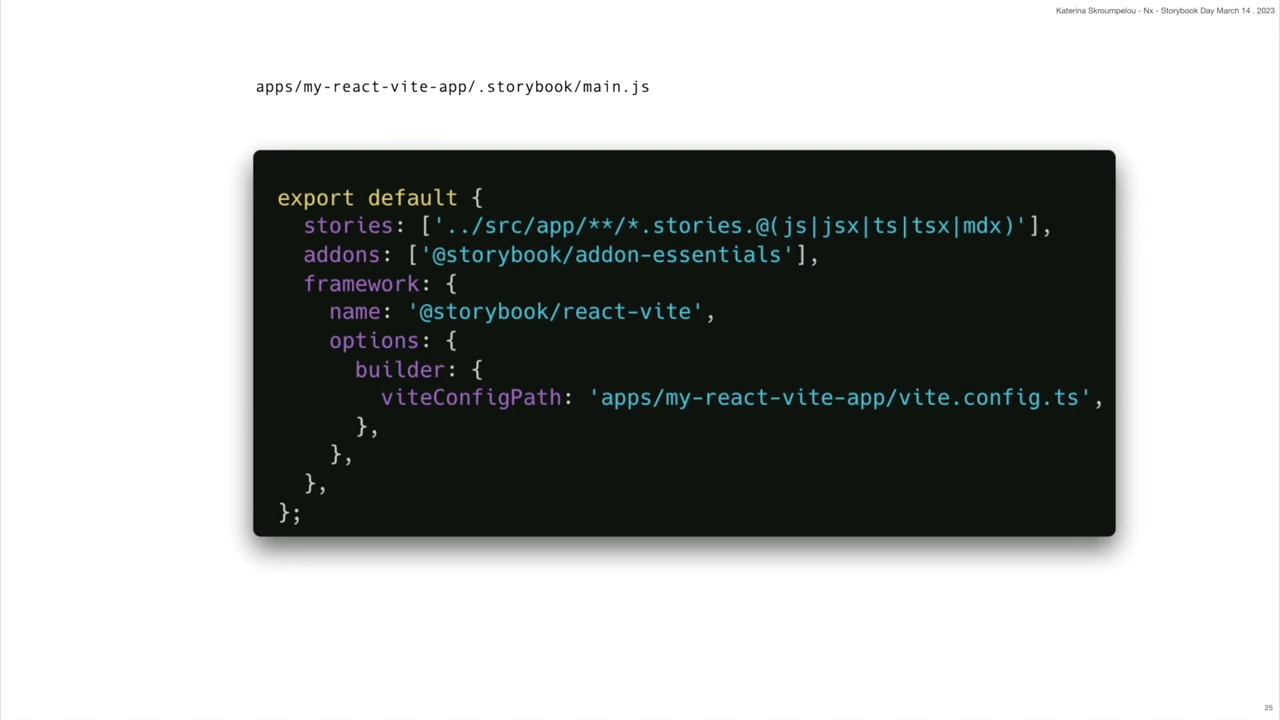 Katerina Skroumpelou - Nx - Storybook Day March 14 . 2023
apps/my-react-vite-app/.storybook/main.js
export default {
  stories: ['../src/app/**/*.stories.@(js|jsx|ts|tsx|mdx)'],
  addons: ['@storybook/addon-essentials'],
  framework: {
    name: '@storybook/react-vite',
    options: {
      builder: {
        viteConfigPath: 'apps/my-react-vite-app/vite.config.ts',
      },
    },
  },
};
25